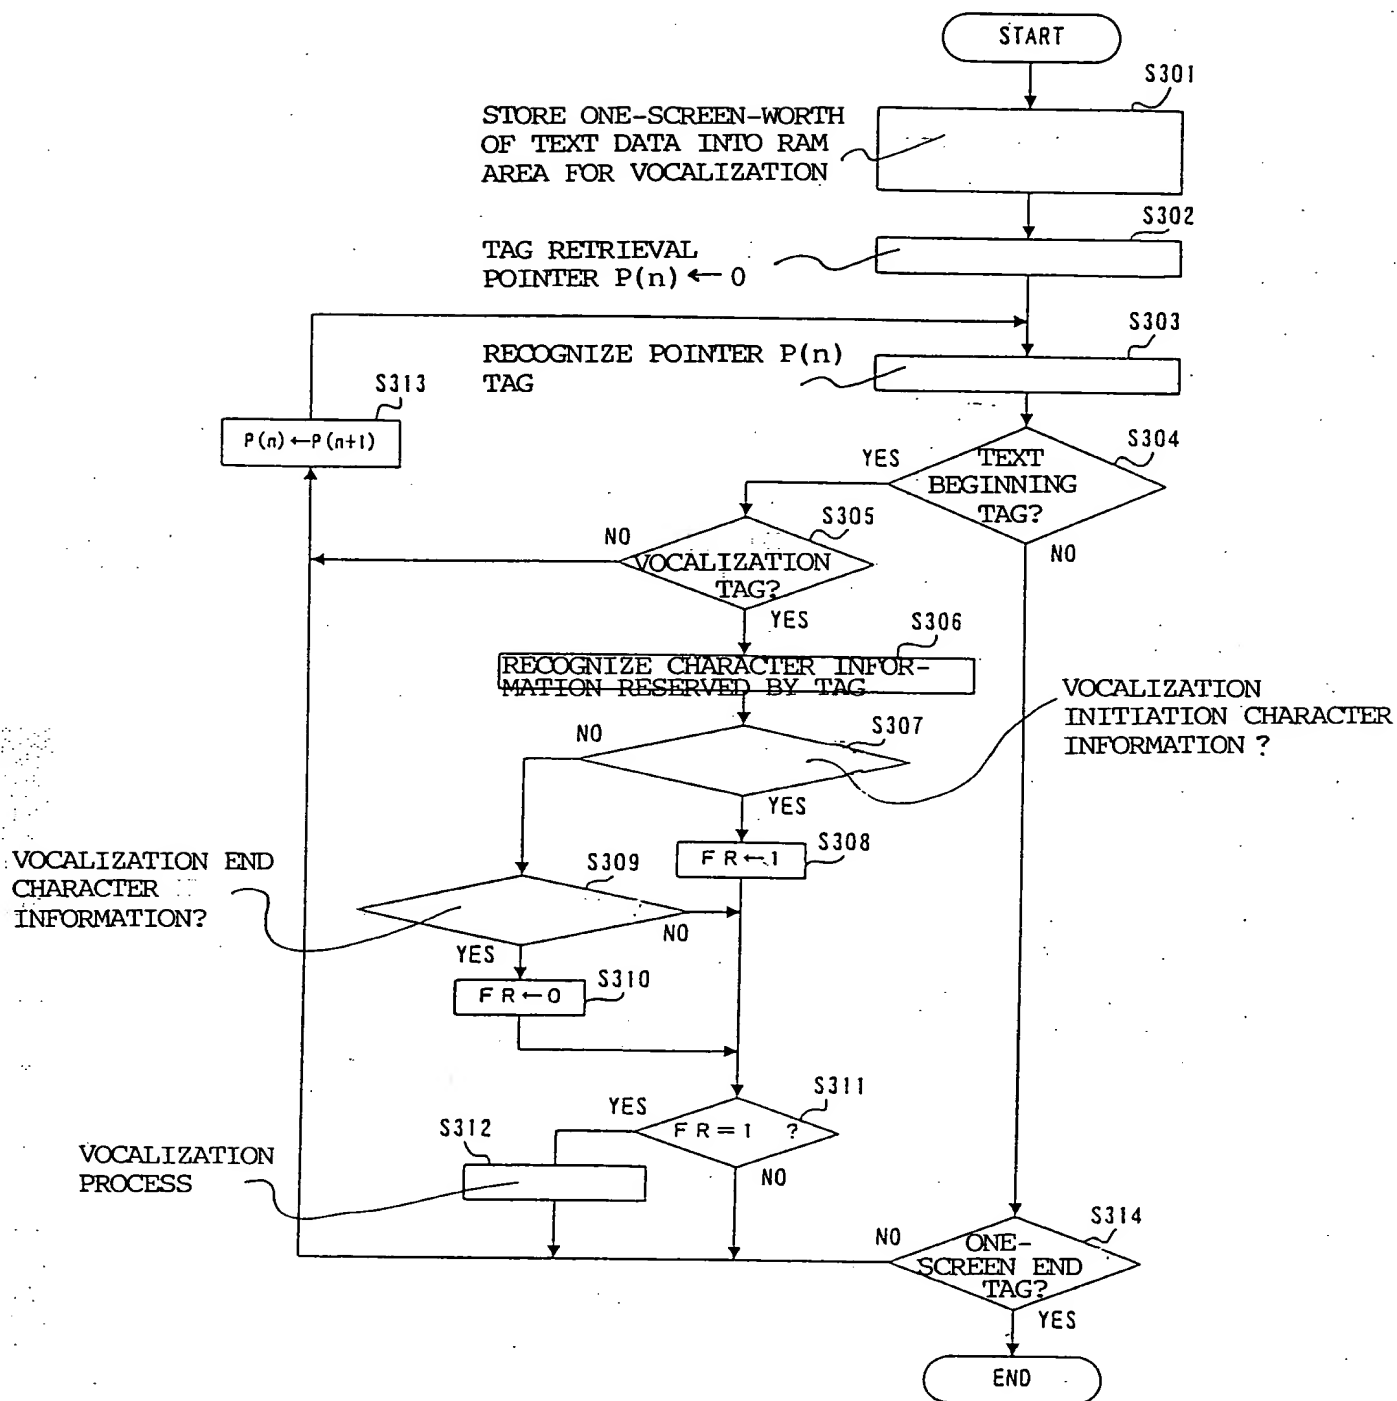 START
S301
STORE ONE-SCREEN-WORTH
OF TEXT DATA INTO RAM
AREA FOR VOCALIZATION
S302
TAG RETRIEVAL
POINTER P(n) ← 0
S303
RECOGNIZE POINTER P(n)
TAG
S313
P(n)←P(n+1)
S304
YES
TEXT
BEGINNING
TAG?
NO
S305
NO
VOCALIZATION
TAG?
YES
S306
RECOGNIZE CHARACTER INFOR-
MATION RESERVED BY TAG
VOCALIZATION
INITIATION CHARACTER
INFORMATION ?
S307
NO
YES
S308
FR←1
VOCALIZATION END
CHARACTER
INFORMATION?
S309
NO
YES
S310
FR←0
S311
YES
FR=1 ?
NO
S312
VOCALIZATION
PROCESS
S314
NO
ONE-
SCREEN END
TAG?
YES
END